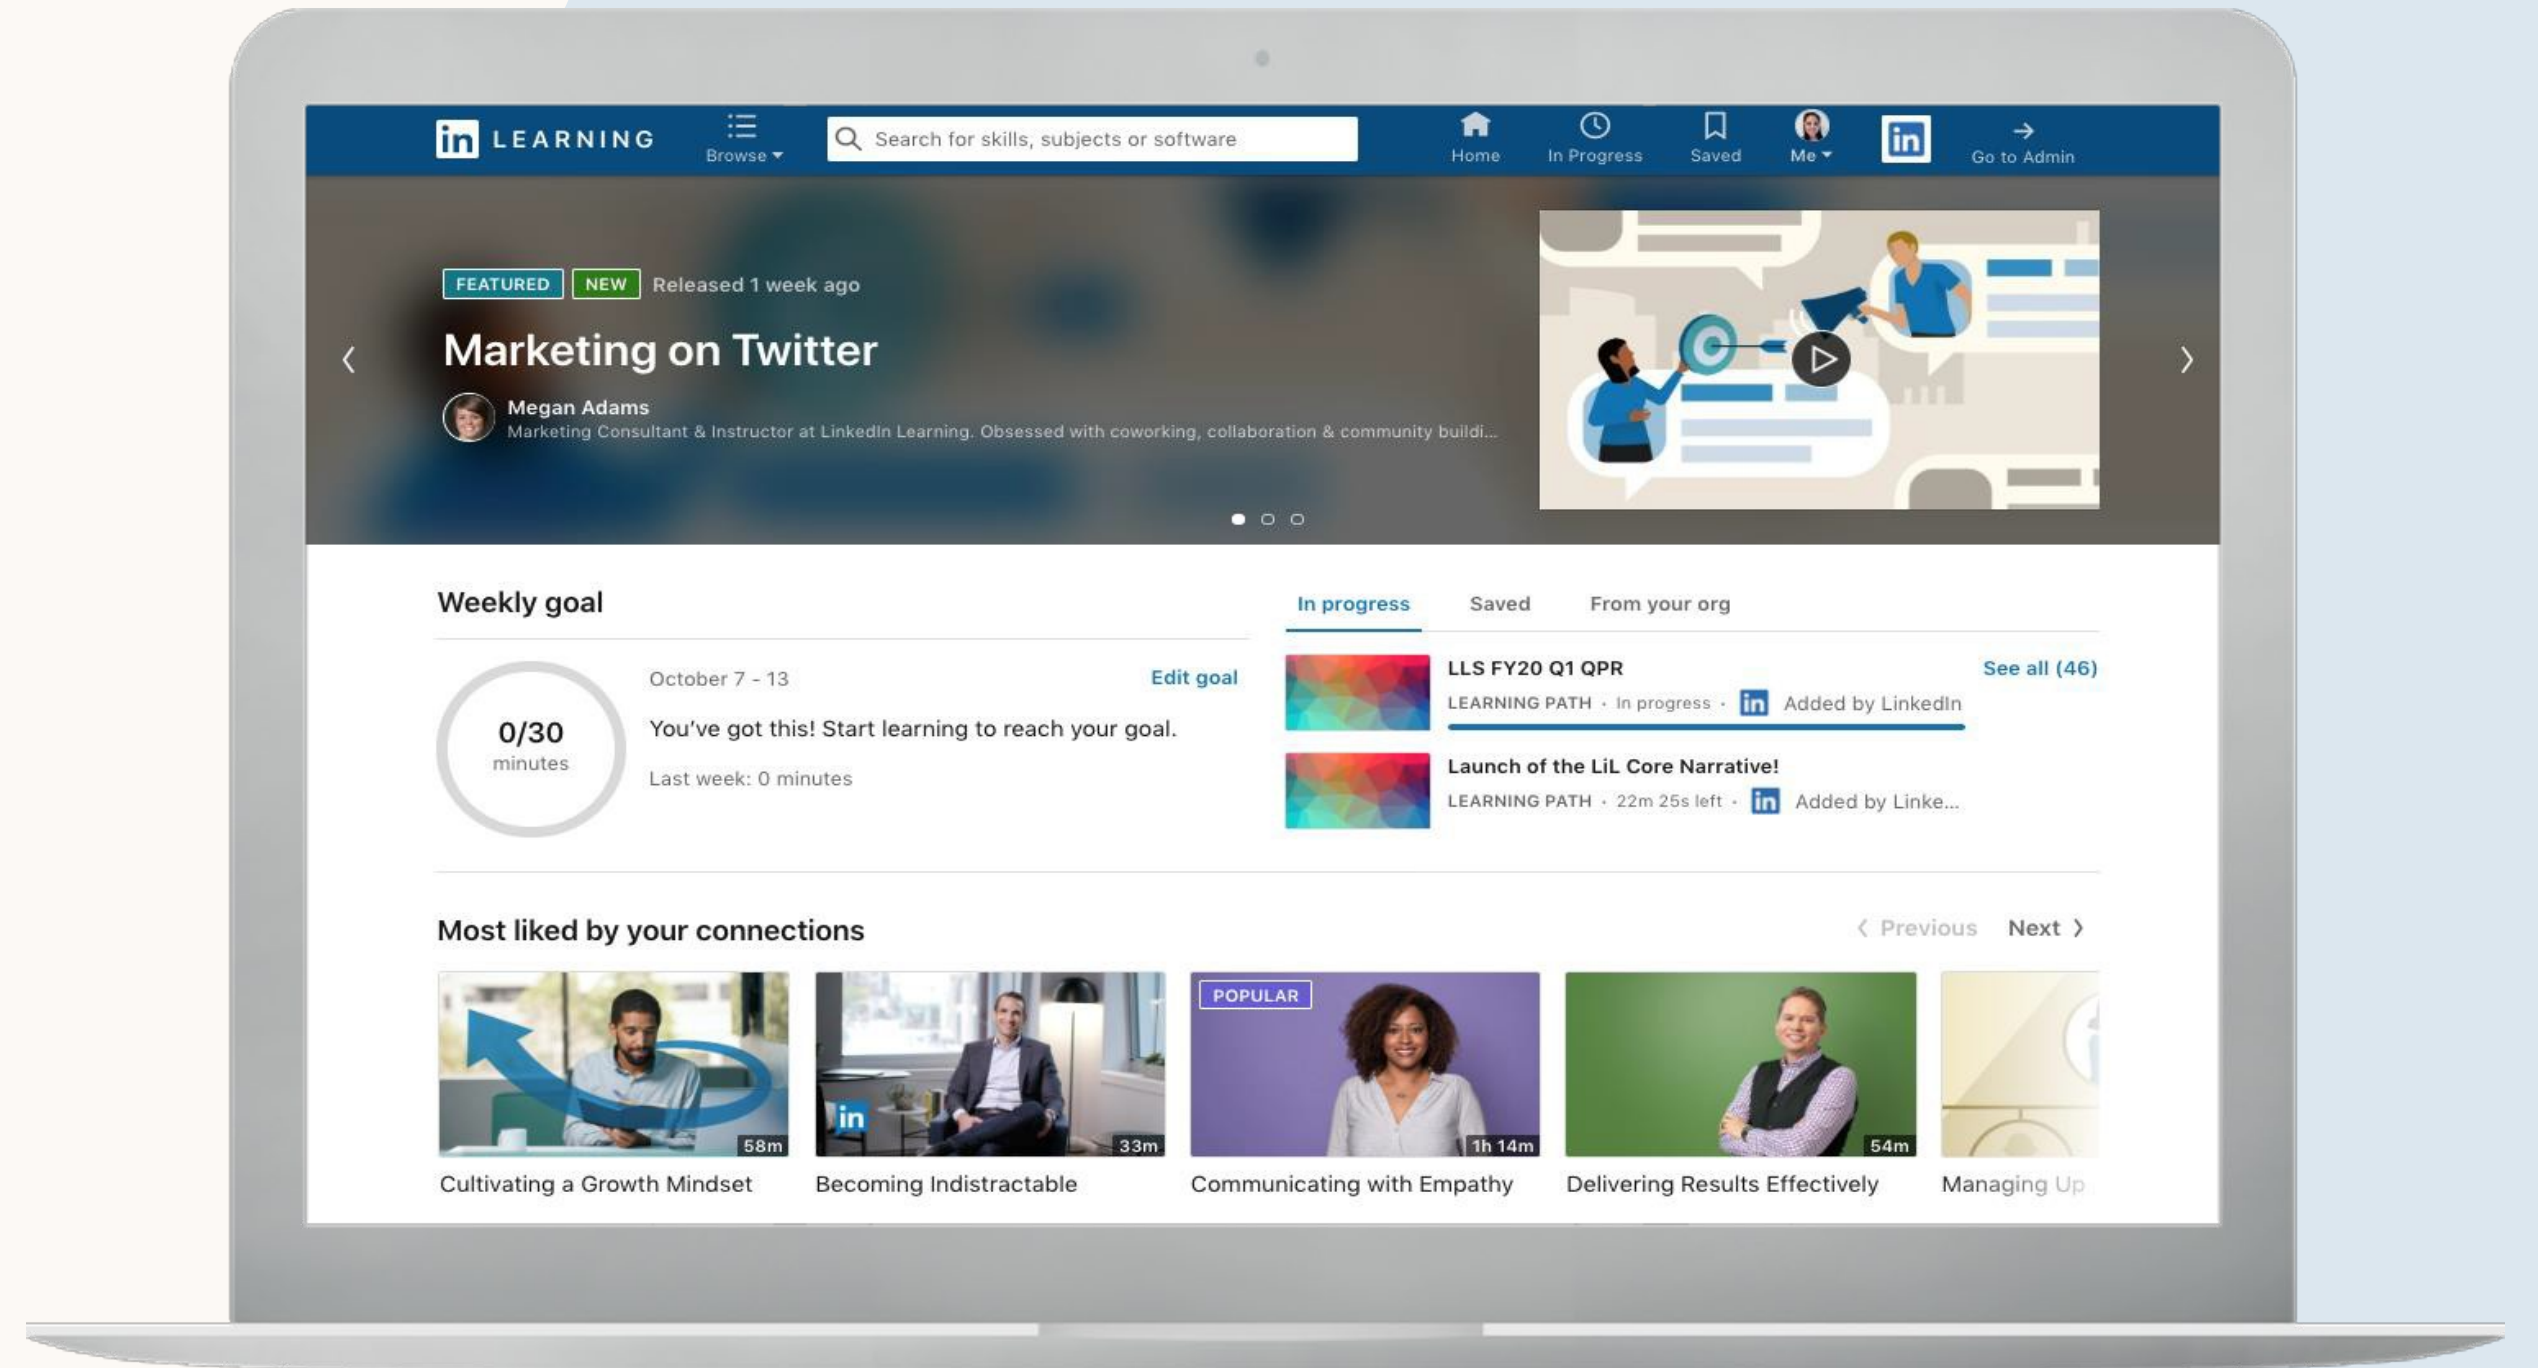 in LEARNING
Browse
Search for skills, subjects or software
Home
In Progress
Saved
Me
in
Go to Admin
FEATURED
NEW
Released 1 week ago
Marketing on Twitter
Megan Adams
Marketing Consultant & Instructor at LinkedIn Learning. Obsessed with coworking, collaboration & community buildi...
Weekly goal
0/30
minutes
October 7 - 13
Edit goal
You've got this! Start learning to reach your goal.
Last week: 0 minutes
In progress
Saved
From your org
LLS FY20 Q1 QPR
See all (46)
LEARNING PATH · In progress · in Added by LinkedIn
Launch of the LiL Core Narrative!
LEARNING PATH · 22m 25s left · in Added by Linke...
Most liked by your connections
Previous
Next
58m
in
33m
POPULAR
1h 14m
54m
Cultivating a Growth Mindset
Becoming Indistractable
Communicating with Empathy
Delivering Results Effectively
Managing Up